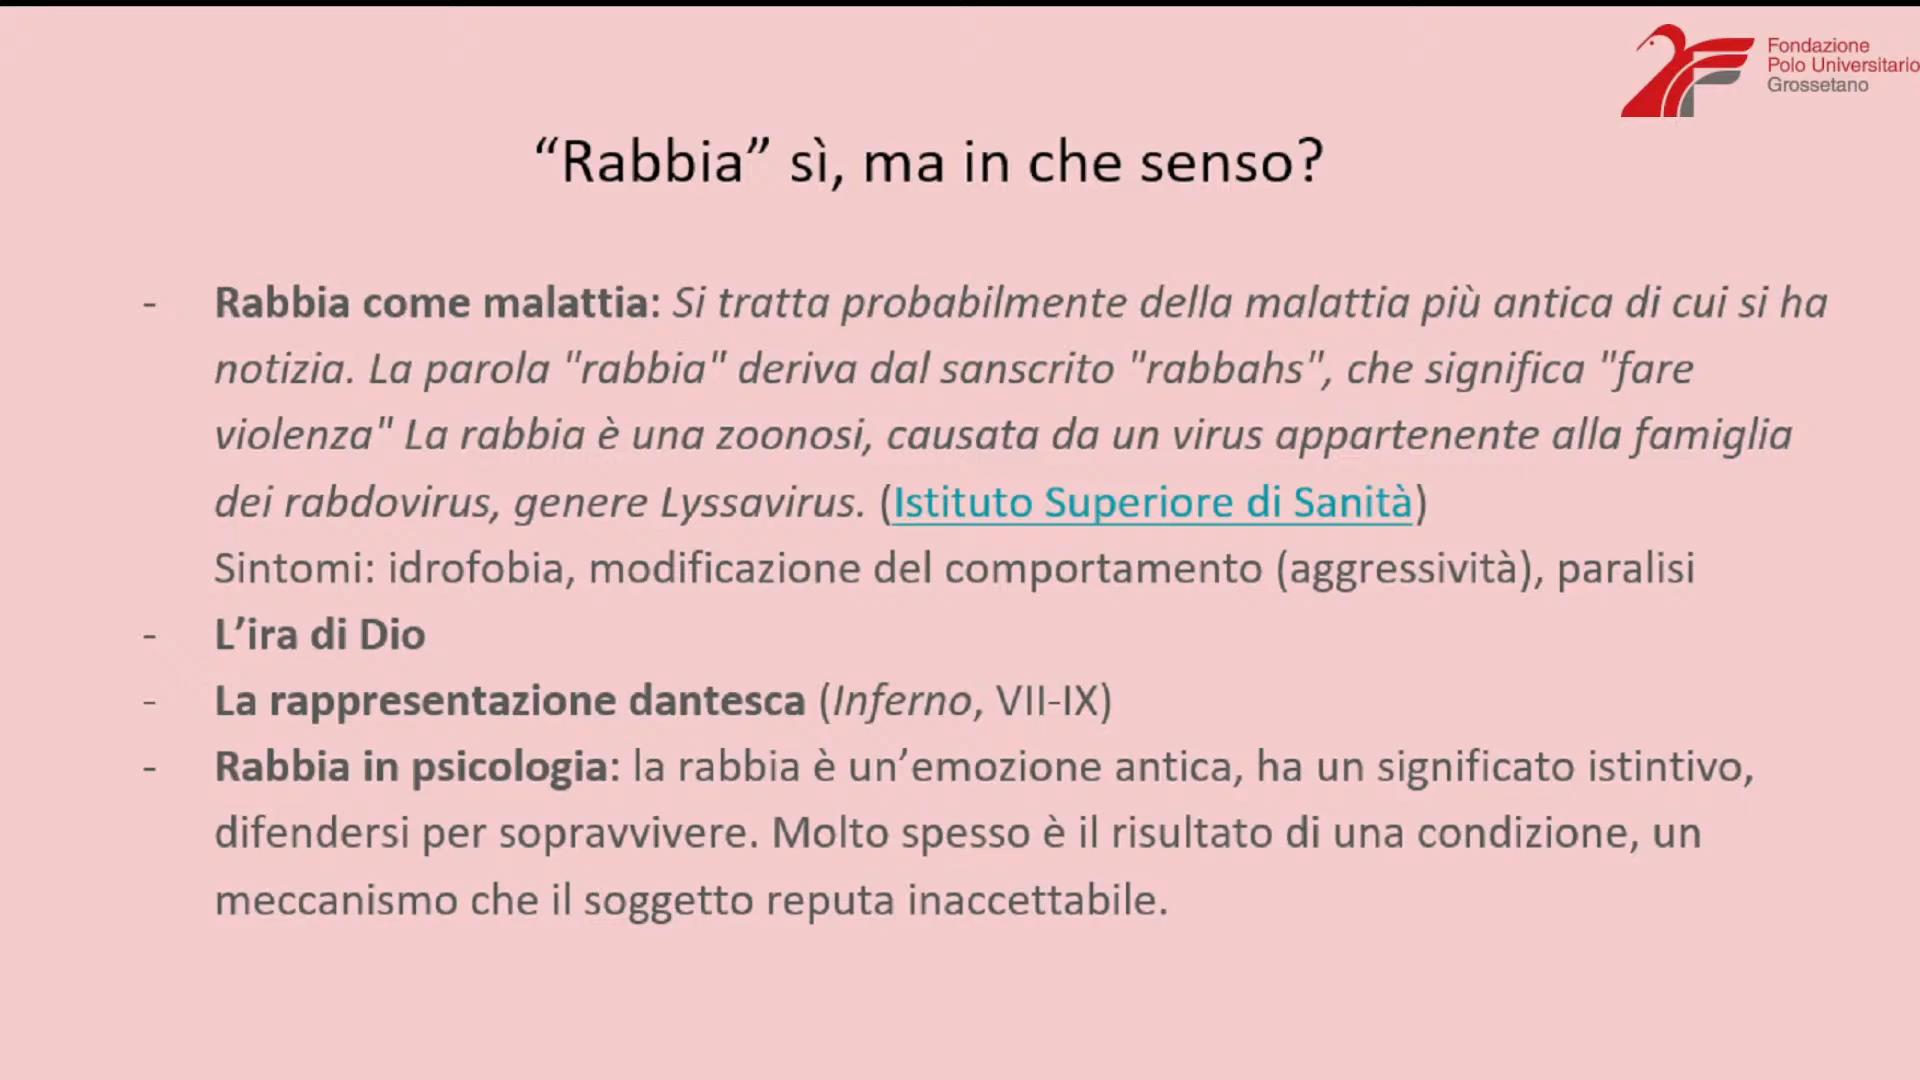 Fondazione
Polo Universitario
Grossetano
“Rabbia” sì, ma in che senso?
- Rabbia come malattia: Si tratta probabilmente della malattia più antica di cui si ha
notizia. La parola "rabbia" deriva dal sanscrito "rabbahs", che significa "fare
violenza" La rabbia è una zoonosi, causata da un virus appartenente alla famiglia
dei rabdovirus, genere Lyssavirus. (Istituto Superiore di Sanità)
Sintomi: idrofobia, modificazione del comportamento (aggressività), paralisi
- L’ira di Dio
- La rappresentazione dantesca (Inferno, VII-IX)
- Rabbia in psicologia: la rabbia è un’emozione antica, ha un significato istintivo,
difendersi per sopravvivere. Molto spesso è il risultato di una condizione, un
meccanismo che il soggetto reputa inaccettabile.